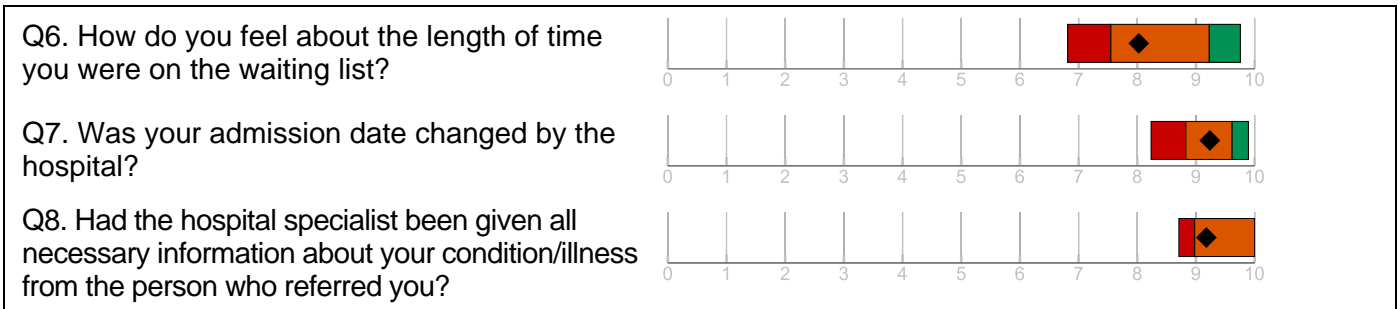 Q6. How do you feel about the length of time
you were on the waiting list?
0 1 2 3 4 5 6 7 8 9 10
Q7. Was your admission date changed by the
hospital?
0 1 2 3 4 5 6 7 8 9 10
Q8. Had the hospital specialist been given all
necessary information about your condition/illness
from the person who referred you?
0 1 2 3 4 5 6 7 8 9 10